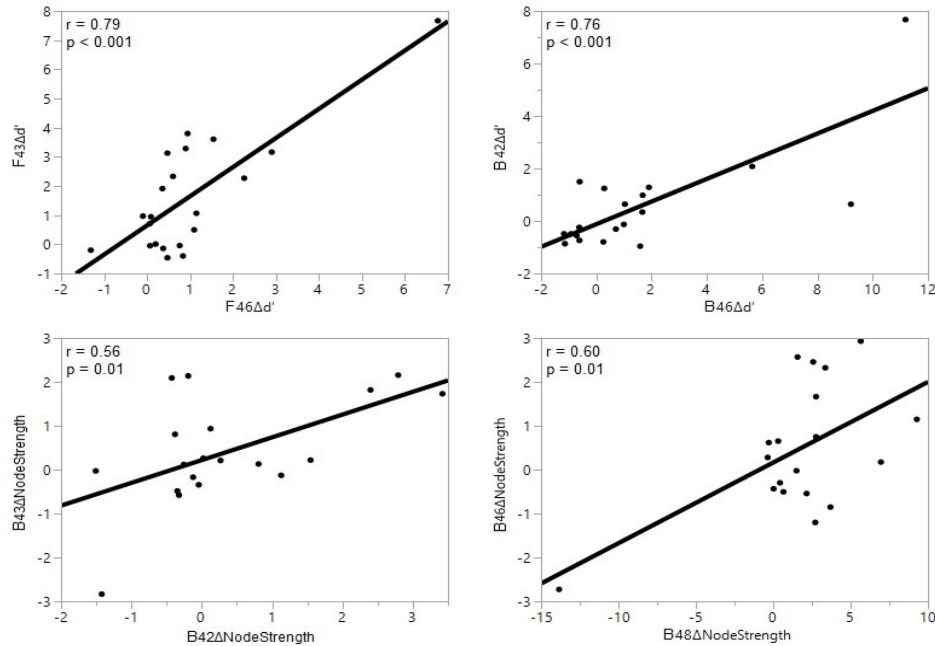 r = 0.79
p < 0.001
8
7
6
5
4
3
2
1
0
-1
F43Δd'
-2 -1 0 1 2 3 4 5 6 7
F46Δd'
r = 0.76
p < 0.001
8
6
4
2
0
-2
B42Δd'
-2 0 2 4 6 8 10 12
B46Δd'
r = 0.56
p = 0.01
3
2
1
0
-1
-2
-3
B43ΔNodeStrength
-2 -1 0 1 2 3
B42ΔNodeStrength
r = 0.60
p = 0.01
3
2
1
0
-1
-2
-3
B46ΔNodeStrength
-15 -10 -5 0 5 10
B48ΔNodeStrength